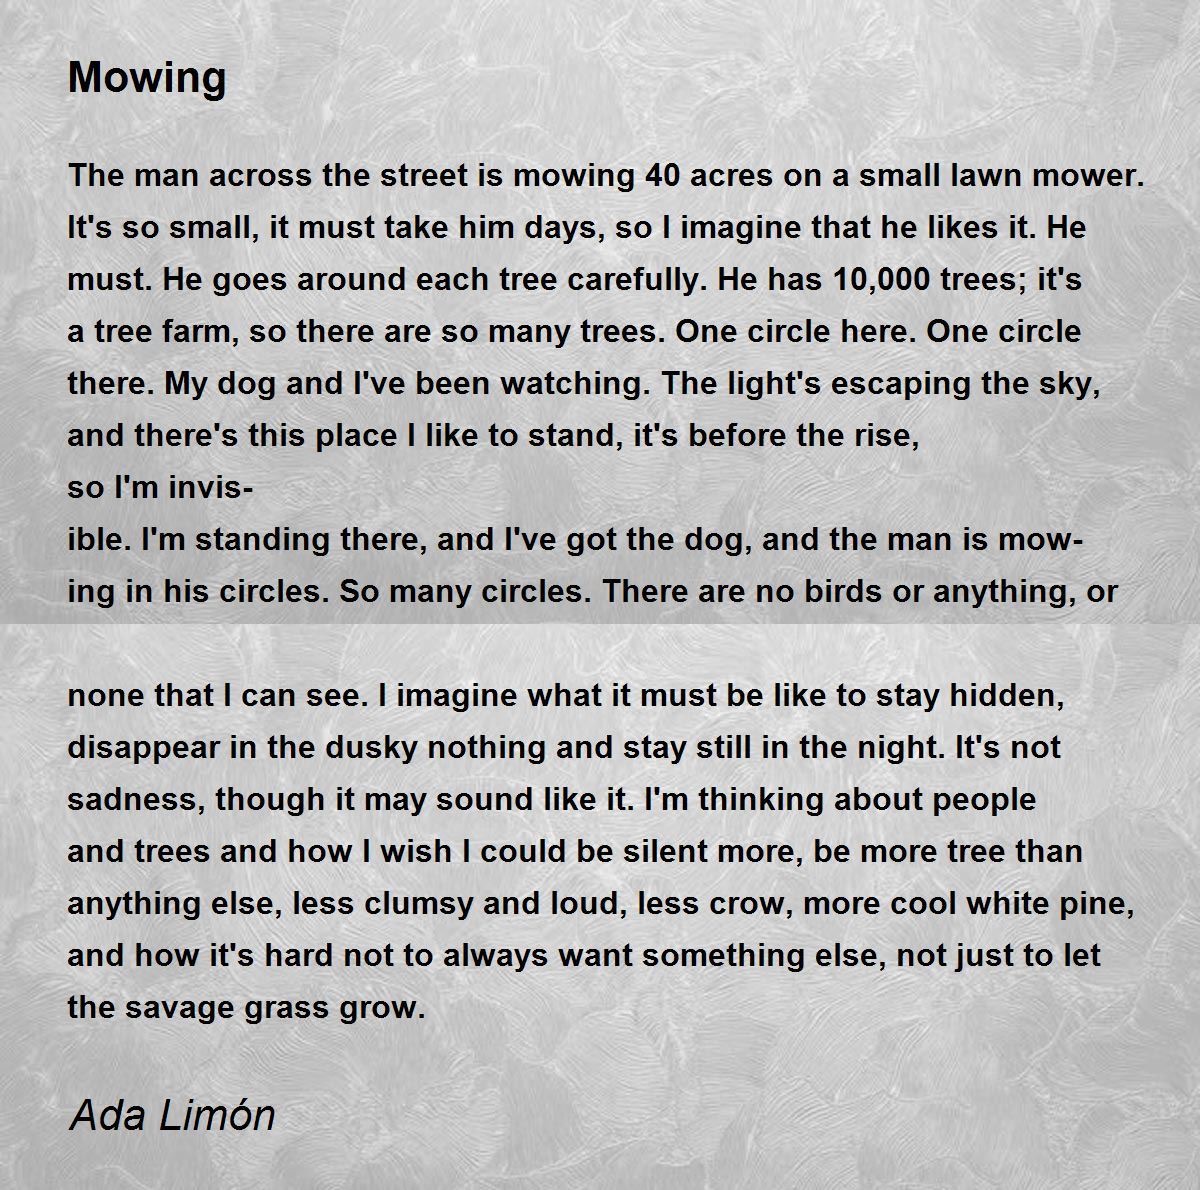 Mowing
The man across the street is mowing 40 acres on a small lawn mower.
It's so small, it must take him days, so I imagine that he likes it. He
must. He goes around each tree carefully. He has 10,000 trees; it's
a tree farm, so there are so many trees. One circle here. One circle
there. My dog and I've been watching. The light's escaping the sky,
and there's this place I like to stand, it's before the rise,
so I'm invis-
ible. I'm standing there, and I've got the dog, and the man is mow-
ing in his circles. So many circles. There are no birds or anything, or
none that I can see. I imagine what it must be like to stay hidden,
disappear in the dusky nothing and stay still in the night. It's not
sadness, though it may sound like it. I'm thinking about people
and trees and how I wish I could be silent more, be more tree than
anything else, less clumsy and loud, less crow, more cool white pine,
and how it's hard not to always want something else, not just to let
the savage grass grow.
Ada Limón